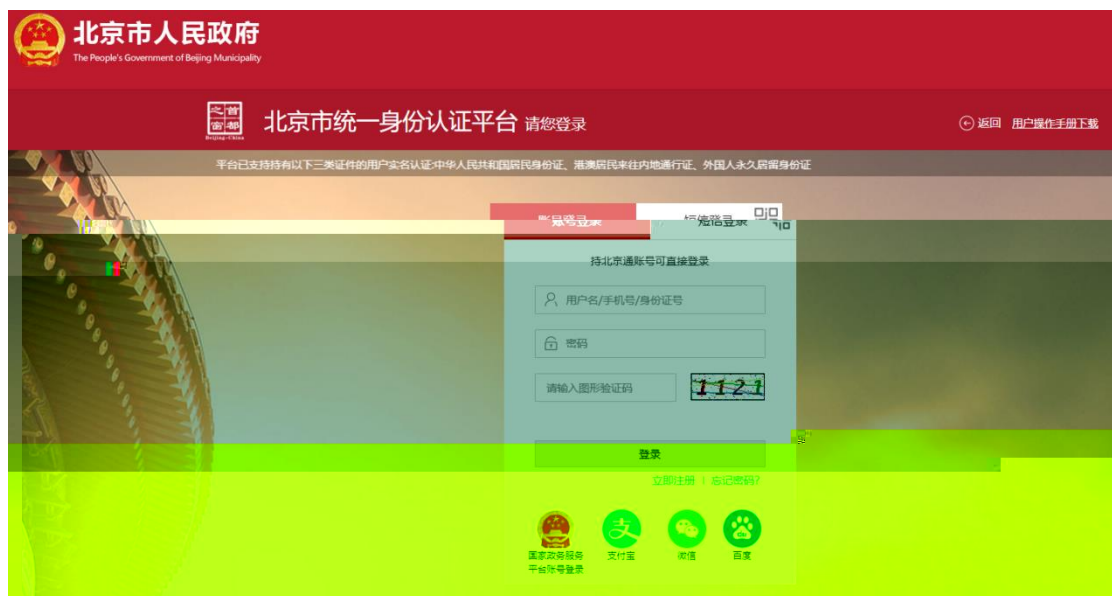 北京市人民政府
The People's Government of Beijing Municipality
首都之窗
Beijing-China
北京市统一身份认证平台 请您登录
返回 用户操作手册下载
平台已支持持有以下三类证件的用户实名认证:中华人民共和国居民身份证、港澳居民来往内地通行证、外国人永久居留身份证
账号登录 短信登录
持北京通账号可直接登录
用户名/手机号/身份证号
密码
请输入图形验证码 1121
登录
立即注册 | 忘记密码?
国家政务服务
平台账号登录
支付宝
微信
百度